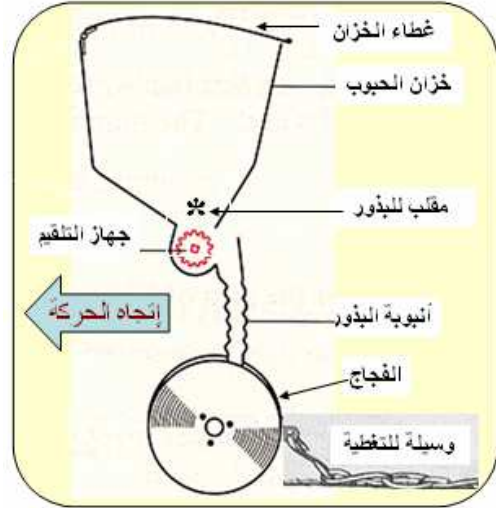 غطاء الخزان
خزان الحبوب
مقلب للبذور
جهاز التلقيم
إتجاه الحركة
أنبوبة البذور
الفجاج
وسيلة للتغطية